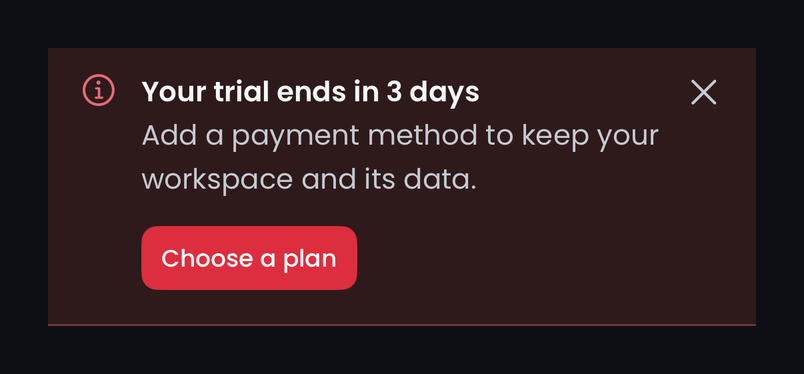 Your trial ends in 3 days
Add a payment method to keep your
workspace and its data.
Choose a plan